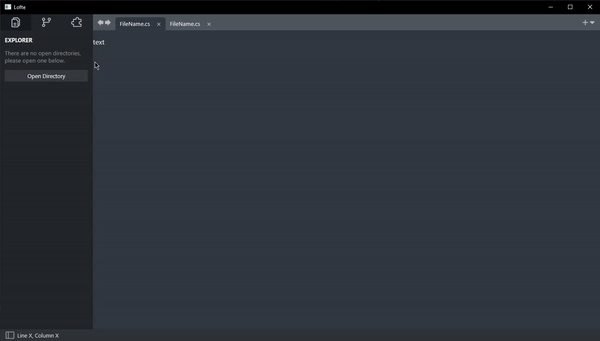 Lofte
FileName.cs
FileName.cs
EXPLORER
There are no open directories,
please open one below.
Open Directory
text
Line X, Column X